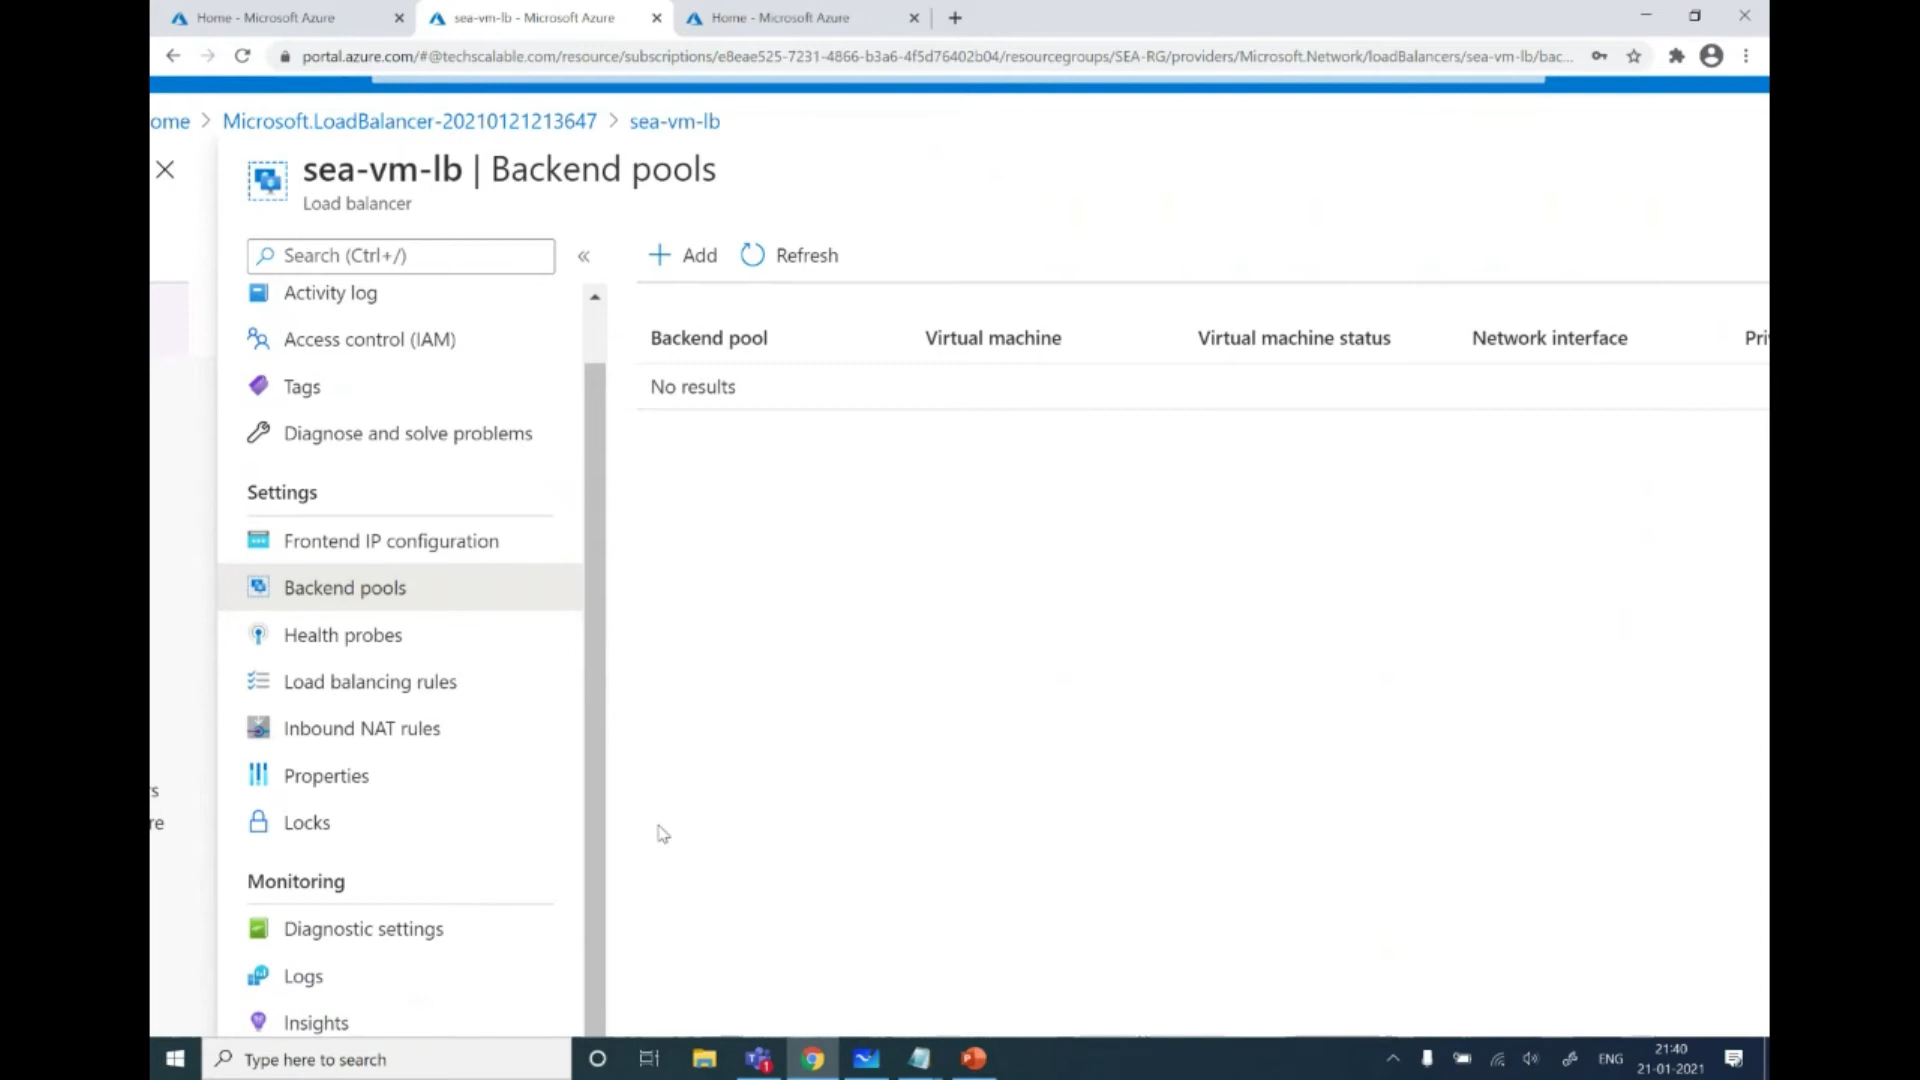 Home - Microsoft Azure
sea-vm-lb - Microsoft Azure
Home - Microsoft Azure
portal.azure.com/#@techscalable.com/resource/subscriptions/e8eae525-7231-4866-b3a6-4f5d76402b04/resourcegroups/SEA-RG/providers/Microsoft.Network/loadBalancers/sea-vm-lb/bac...
ome > Microsoft.LoadBalancer-20210121213647 > sea-vm-lb
sea-vm-lb | Backend pools
Load balancer
Search (Ctrl+/)
«
Add
Refresh
Activity log
Access control (IAM)
Tags
Diagnose and solve problems
Settings
Frontend IP configuration
Backend pools
Health probes
Load balancing rules
Inbound NAT rules
Properties
Locks
Monitoring
Diagnostic settings
Logs
Insights
Backend pool
Virtual machine
Virtual machine status
Network interface
Pri
No results
s
re
Type here to search
1
ENG
21:40
21-01-2021